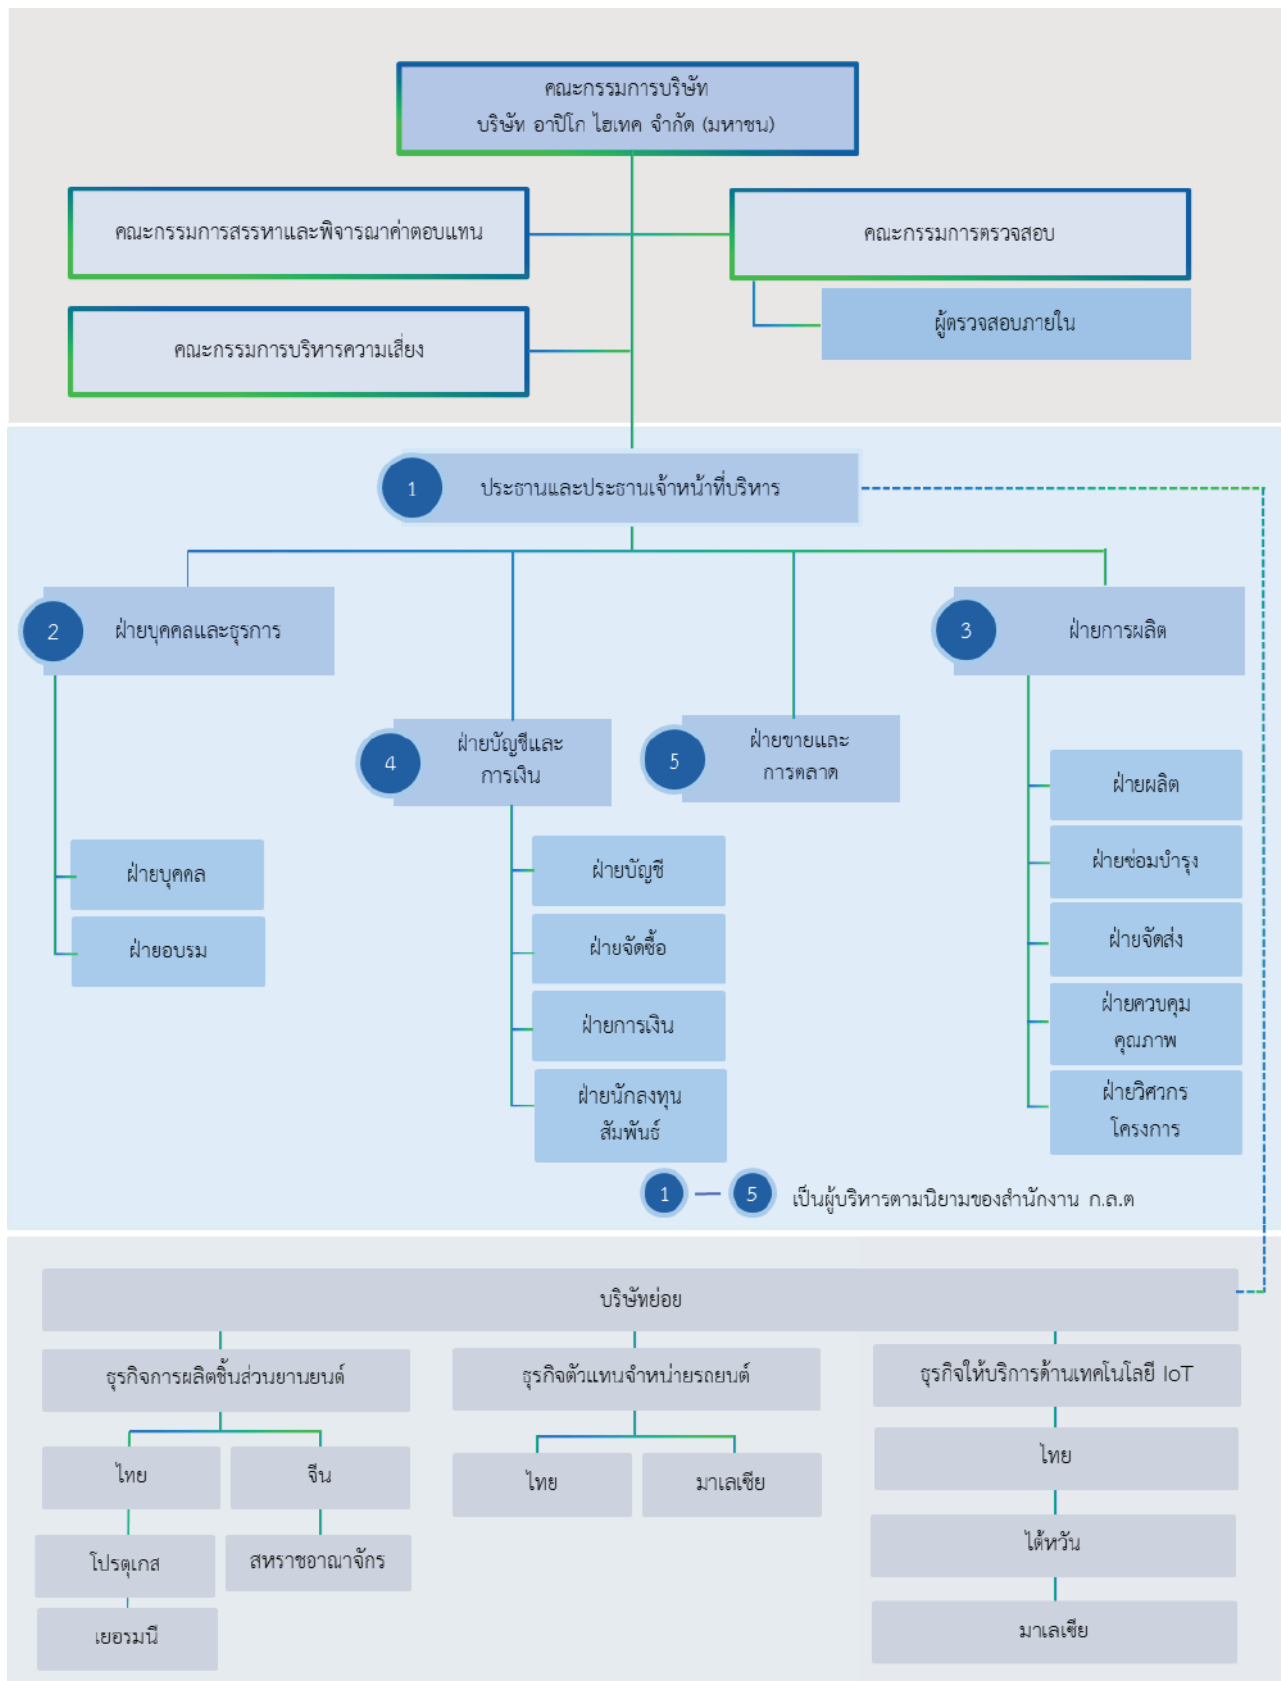 คณะกรรมการบริษัท
บริษัท อาปิโก ไฮเทค จำกัด (มหาชน)
คณะกรรมการสรรหาและพิจารณาค่าตอบแทน
คณะกรรมการตรวจสอบ
ผู้ตรวจสอบภายใน
คณะกรรมการบริหารความเสี่ยง
1 ประธานและประธานเจ้าหน้าที่บริหาร
2 ฝ่ายบุคคลและธุรการ
3 ฝ่ายการผลิต
4 ฝ่ายบัญชีและ
การเงิน
5 ฝ่ายขายและ
การตลาด
ฝ่ายบุคคล
ฝ่ายอบรม
ฝ่ายบัญชี
ฝ่ายจัดซื้อ
ฝ่ายการเงิน
ฝ่ายนักลงทุน
สัมพันธ์
ฝ่ายผลิต
ฝ่ายซ่อมบำรุง
ฝ่ายจัดส่ง
ฝ่ายควบคุม
คุณภาพ
ฝ่ายวิศวกร
โครงการ
1 — 5 เป็นผู้บริหารตามนิยามของสำนักงาน ก.ล.ต
บริษัทย่อย
ธุรกิจการผลิตชิ้นส่วนยานยนต์
ไทย
จีน
โปรตุเกส
สหราชอาณาจักร
เยอรมนี
ธุรกิจตัวแทนจำหน่ายรถยนต์
ไทย
มาเลเซีย
ธุรกิจให้บริการด้านเทคโนโลยี IoT
ไทย
ไต้หวัน
มาเลเซีย